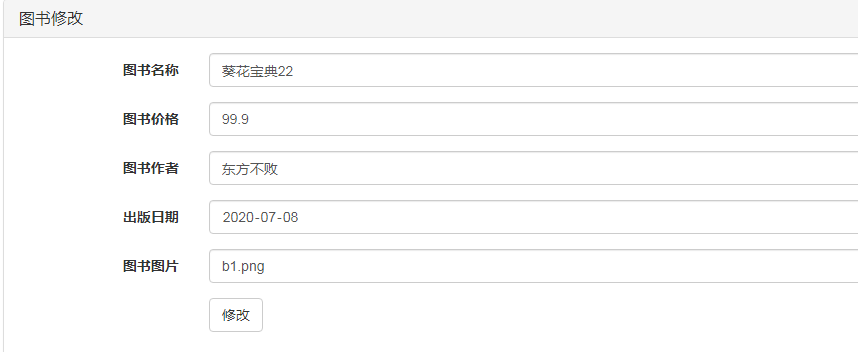 图书修改
图书名称 葵花宝典22
图书价格 99.9
图书作者 东方不败
出版日期 2020-07-08
图书图片 b1.png
修改